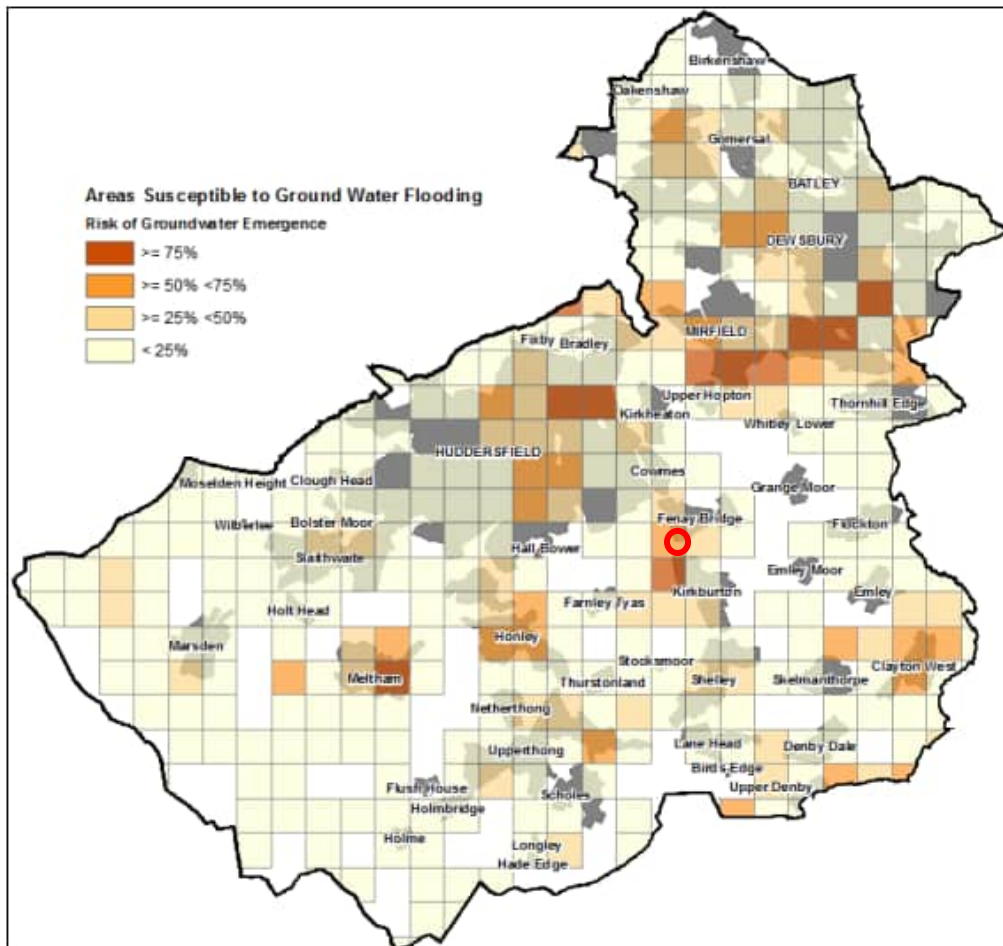 Birkenshaw
Oakenshaw
Gomersal
Areas Susceptible to Ground Water Flooding
Risk of Groundwater Emergence
>= 75%
>= 50% <75%
>= 25% <50%
< 25%
BATLEY
DEWSBURY
MIRFIELD
Fixby
Bradley
Upper Hopton
Kirkheaton
Thornhill Edge
Whitley Lower
HUDDERSFIELD
Cowmes
Moselden Height
Clough Head
Grange Moor
Wilberlee
Bolster Moor
Fenay Bridge
Flockton
Slaithwaite
Hall Bower
Emley Moor
Emley
Holt Head
Farnley Tyas
Kirkburton
Marsden
Honley
Meltham
Stocksmoor
Thurstonland
Shelley
Skelmanthorpe
Clayton West
Netherthong
Upperthong
Lane Head
Denby Dale
Birds Edge
Upper Denby
Flush House
Scholes
Holmbridge
Holme
Longley
Hade Edge